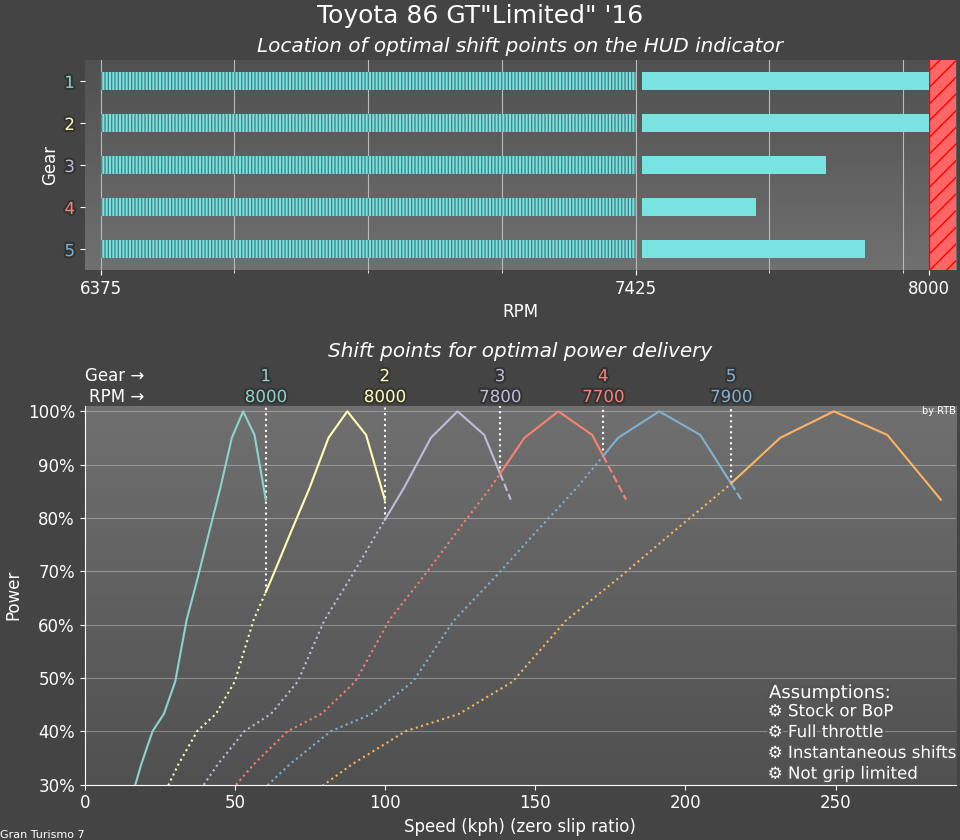 Toyota 86 GT"Limited" '16
Location of optimal shift points on the HUD indicator
Gear
1
2
3
4
5
6375 7425 8000
RPM
Shift points for optimal power delivery
Gear → 1 2 3 4 5
RPM → 8000 8000 7800 7700 7900
by RTB
Power
100%
90%
80%
70%
60%
50%
40%
30%
Assumptions:
⚙ Stock or BoP
⚙ Full throttle
⚙ Instantaneous shifts
⚙ Not grip limited
0 50 100 150 200 250
Speed (kph) (zero slip ratio)
Gran Turismo 7